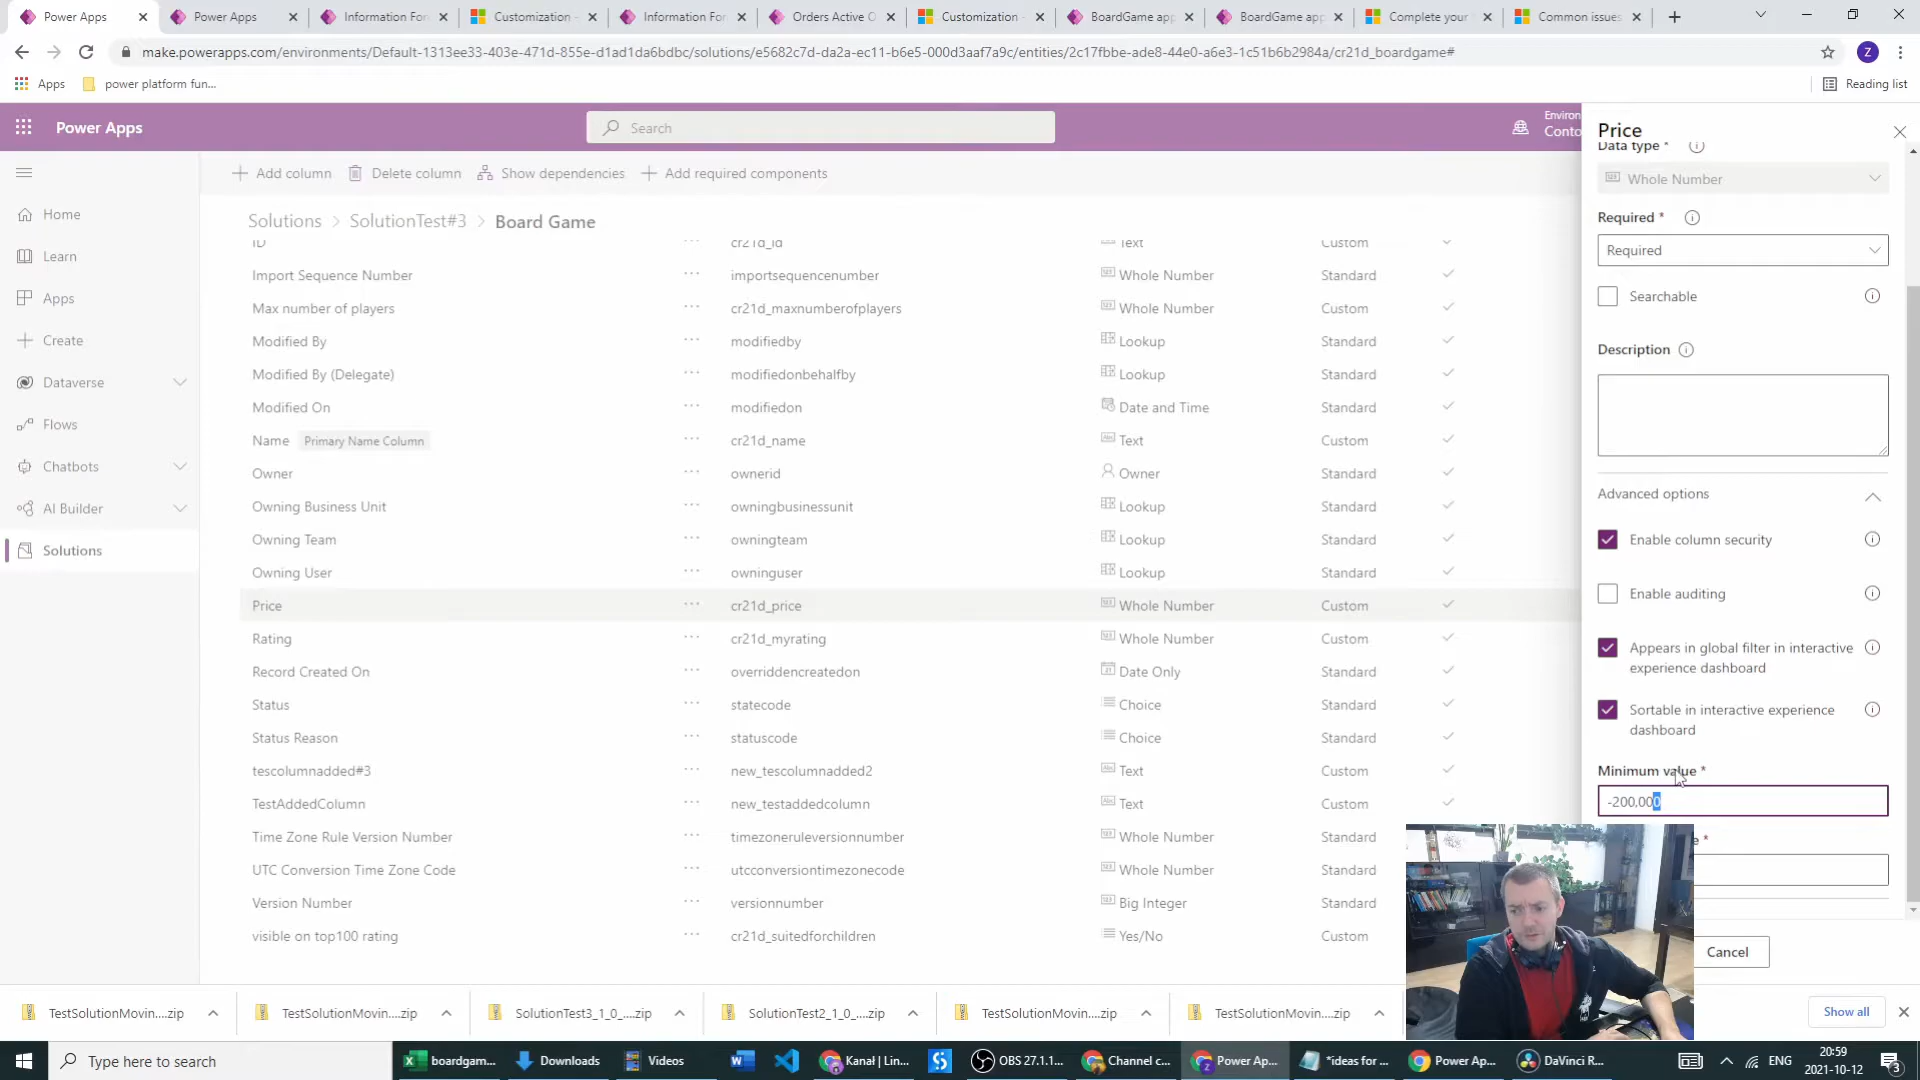 Power Apps
Power Apps
Information For
Customization -
Information For
Orders Active O
Customization -
BoardGame app
BoardGame app
Complete your
Common issues
make.powerapps.com/environments/Default-1313ee33-403e-471d-855e-d1ad1da6bdbc/solutions/e5682c7d-da2a-ec11-b6e5-000d3aaf7a9c/entities/2c17fbbe-ade8-44e0-a6e3-1c51b6b2984a/cr21d_boardgame#
Z
Apps
power platform fun...
Reading list
Power Apps
Search
Environ
Conto
Price
Data type *
Whole Number
Required *
Required
Searchable
Description
Advanced options
Enable column security
Enable auditing
Appears in global filter in interactive
experience dashboard
Sortable in interactive experience
dashboard
Minimum value *
-200,000
e *
Cancel
Add column
Delete column
Show dependencies
Add required components
Home
Learn
Apps
Create
Dataverse
Flows
Chatbots
AI Builder
Solutions
Solutions > SolutionTest#3 > Board Game
ID ... cr21d_id Text Custom
Import Sequence Number ... importsequencenumber Whole Number Standard
Max number of players ... cr21d_maxnumberofplayers Whole Number Custom
Modified By ... modifiedby Lookup Standard
Modified By (Delegate) ... modifiedonbehalfby Lookup Standard
Modified On ... modifiedon Date and Time Standard
Name Primary Name Column ... cr21d_name Text Custom
Owner ... ownerid Owner Standard
Owning Business Unit ... owningbusinessunit Lookup Standard
Owning Team ... owningteam Lookup Standard
Owning User ... owninguser Lookup Standard
Price ... cr21d_price Whole Number Custom
Rating ... cr21d_myrating Whole Number Custom
Record Created On ... overriddencreatedon Date Only Standard
Status ... statecode Choice Standard
Status Reason ... statuscode Choice Standard
tescolumnadded#3 ... new_tescolumnadded2 Text Custom
TestAddedColumn ... new_testaddedcolumn Text Custom
Time Zone Rule Version Number ... timezoneruleversionnumber Whole Number Standard
UTC Conversion Time Zone Code ... utcconversiontimezonecode Whole Number Standard
Version Number ... versionnumber Big Integer Standard
visible on top100 rating ... cr21d_suitedforchildren Yes/No Custom
TestSolutionMovin....zip
TestSolutionMovin....zip
SolutionTest3_1_0_....zip
SolutionTest2_1_0_....zip
TestSolutionMovin....zip
TestSolutionMovin....zip
Show all
Type here to search
boardgam...
Downloads
Videos
Kanał | Lin...
OBS 27.1.1...
Channel c...
Power Ap...
*ideas for ...
Power Ap...
DaVinci R...
ENG
20:59
2021-10-12
3